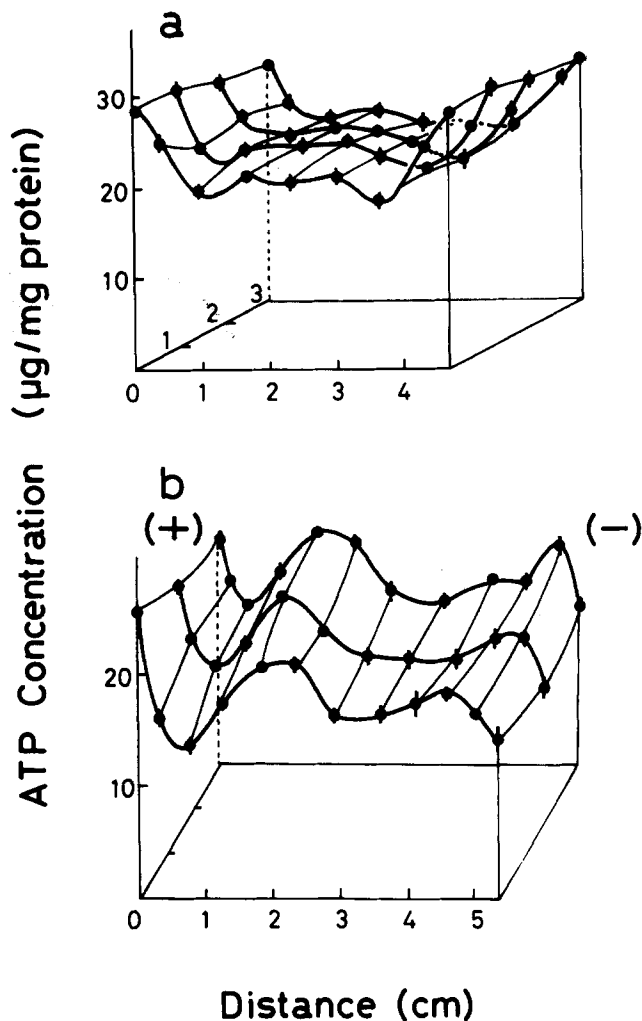 a
30
20
10
3
2
1
0 1 2 3 4
ATP Concentration (µg/mg protein)
b
(+) (−)
20
10
0 1 2 3 4 5
Distance (cm)